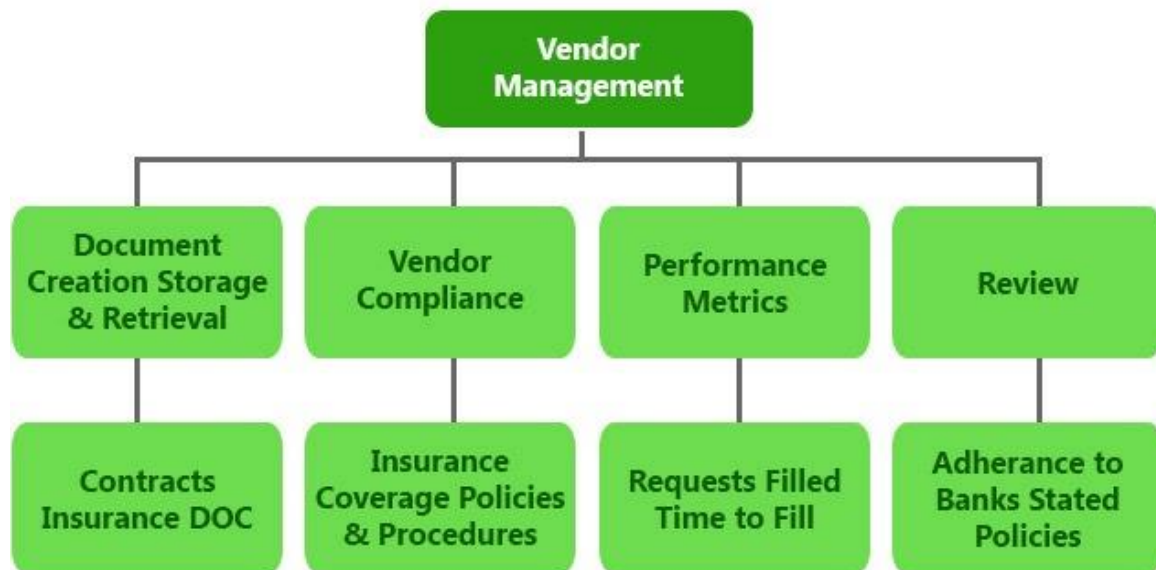 Vendor
Management
Document
Creation Storage
& Retrieval
Vendor
Compliance
Performance
Metrics
Review
Contracts
Insurance DOC
Insurance
Coverage Policies
& Procedures
Requests Filled
Time to Fill
Adherance to
Banks Stated
Policies